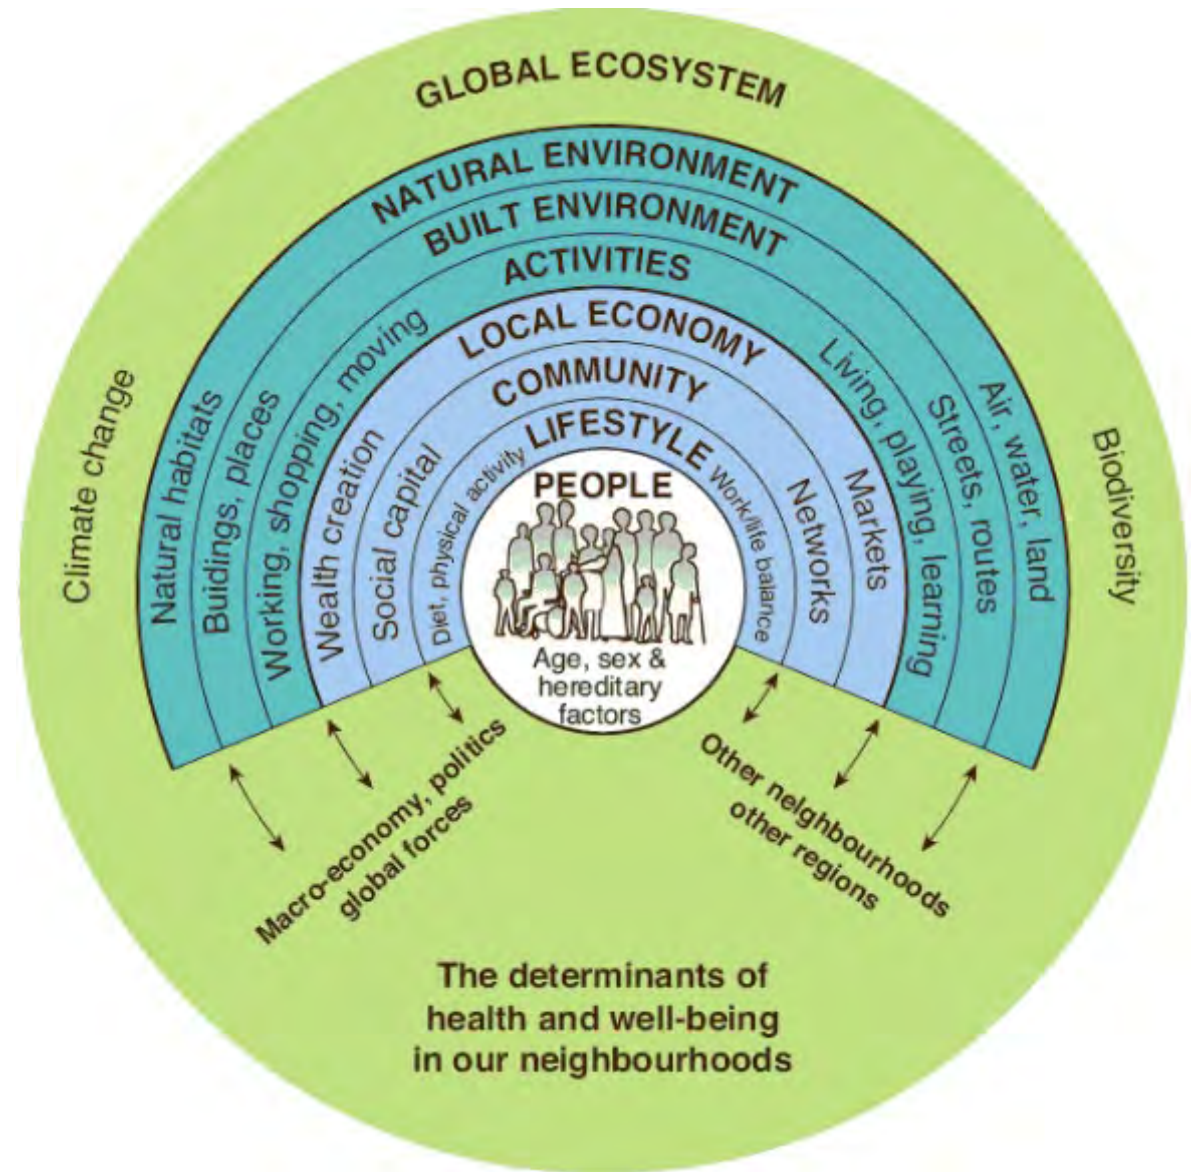 GLOBAL ECOSYSTEM
NATURAL ENVIRONMENT
BUILT ENVIRONMENT
ACTIVITIES
LOCAL ECONOMY
COMMUNITY
LIFESTYLE
PEOPLE
Age, sex &
hereditary
factors
Climate change
Natural habitats
Buidings, places
Working, shopping, moving
Wealth creation
Social capital
Diet, physical activity
Work/life balance
Networks
Markets
Living, playing, learning
Streets, routes
Air, water, land
Biodiversity
Macro-economy, politics
global forces
Other neighbourhoods
other regions
The determinants of
health and well-being
in our neighbourhoods